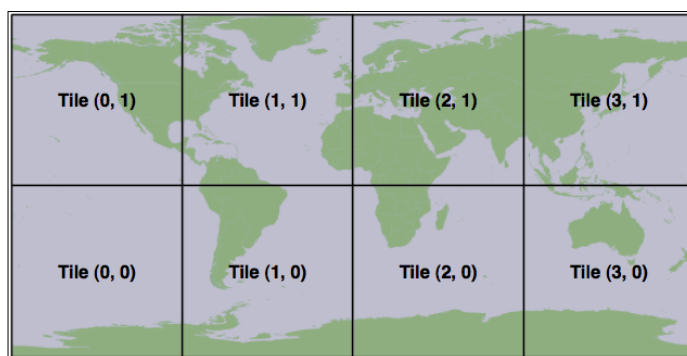 Tile (0, 1) Tile (1, 1) Tile (2, 1) Tile (3, 1)
Tile (0, 0) Tile (1, 0) Tile (2, 0) Tile (3, 0)